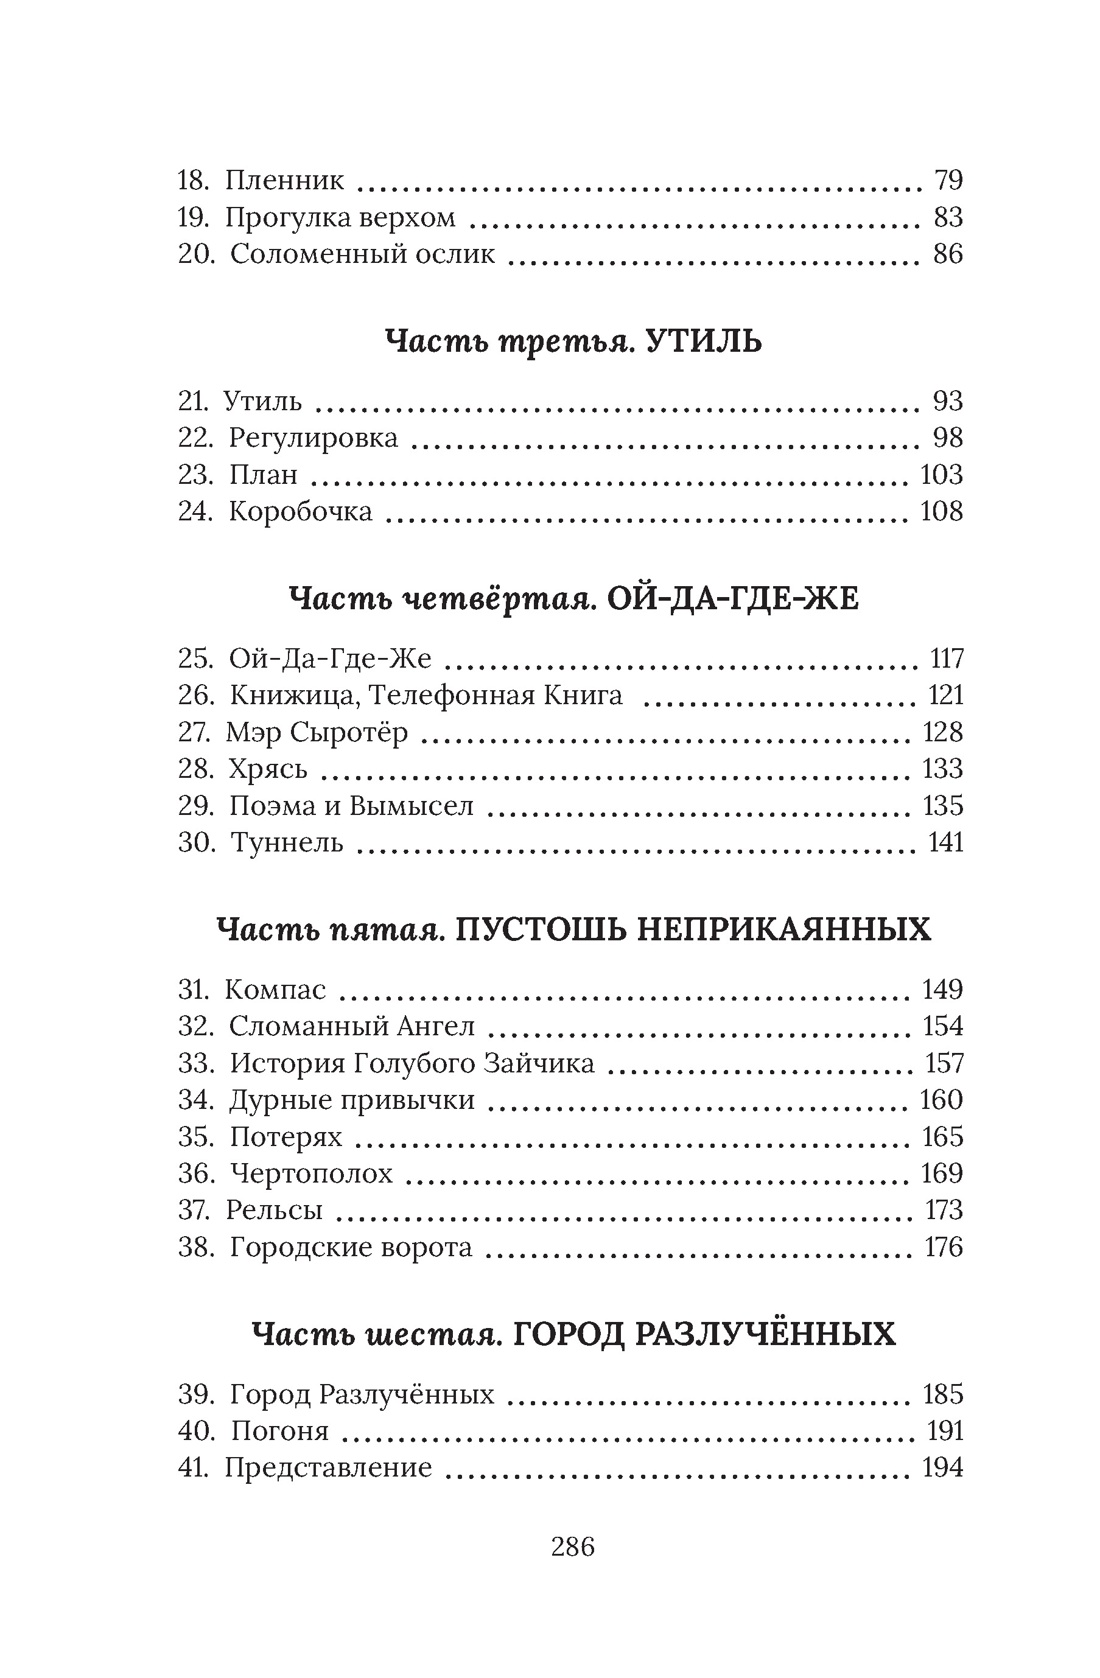 18. Пленник ........ 79
19. Прогулка верхом ........ 83
20. Соломенный ослик ........ 86
Часть третья. УТИЛЬ
21. Утиль ........ 93
22. Регулировка ........ 98
23. План ........ 103
24. Коробочка ........ 108
Часть четвёртая. ОЙ-ДА-ГДЕ-ЖЕ
25. Ой-Да-Где-Же ........ 117
26. Книжица, Телефонная Книга ........ 121
27. Мэр Сыротёр ........ 128
28. Хрясь ........ 133
29. Поэма и Вымысел ........ 135
30. Туннель ........ 141
Часть пятая. ПУСТОШЬ НЕПРИКАЯННЫХ
31. Компас ........ 149
32. Сломанный Ангел ........ 154
33. История Голубого Зайчика ........ 157
34. Дурные привычки ........ 160
35. Потерях ........ 165
36. Чертополох ........ 169
37. Рельсы ........ 173
38. Городские ворота ........ 176
Часть шестая. ГОРОД РАЗЛУЧЁННЫХ
39. Город Разлучённых ........ 185
40. Погоня ........ 191
41. Представление ........ 194
286